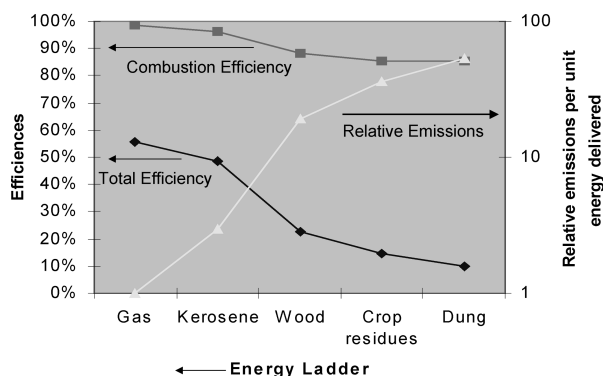 100%
90%
80%
70%
60%
50%
40%
30%
20%
10%
0%
Efficiences
Combustion Efficiency
Total Efficiency
Relative Emissions
100
10
1
Relative emissions per unit
energy delivered
Gas Kerosene Wood Crop residues Dung
Energy Ladder